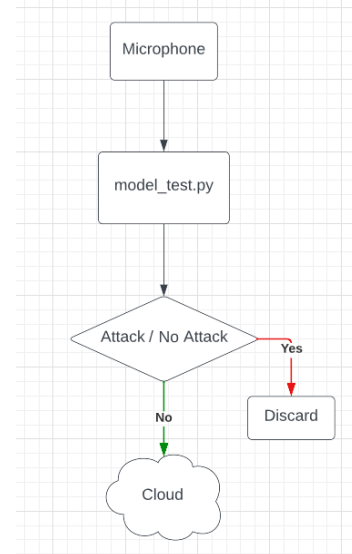 Microphone
model_test.py
Attack / No Attack
Yes
No
Discard
Cloud